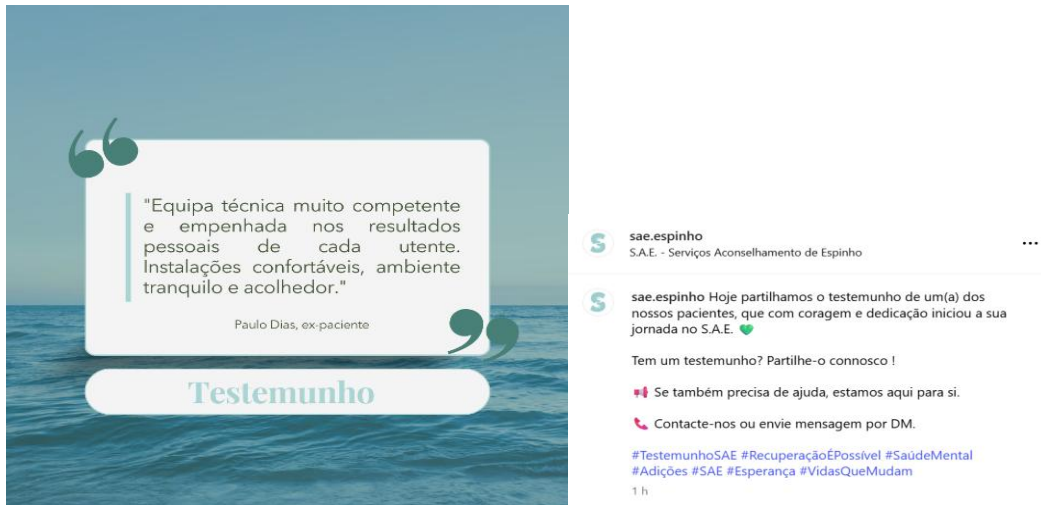 "Equipa técnica muito competente
e empenhada nos resultados
pessoais de cada utente.
Instalações confortáveis, ambiente
tranquilo e acolhedor."
Paulo Dias, ex-paciente
Testemunho
sae.espinho
S.A.E. - Serviços Aconselhamento de Espinho
sae.espinho Hoje partilhamos o testemunho de um(a) dos
nossos pacientes, que com coragem e dedicação iniciou a sua
jornada no S.A.E. 💚
Tem um testemunho? Partilhe-o connosco !
📢 Se também precisa de ajuda, estamos aqui para si.
📞 Contacte-nos ou envie mensagem por DM.
#TestemunhoSAE #RecuperaçãoÉPossível #SaúdeMental
#Adições #SAE #Esperança #VidasQueMudam
1 h